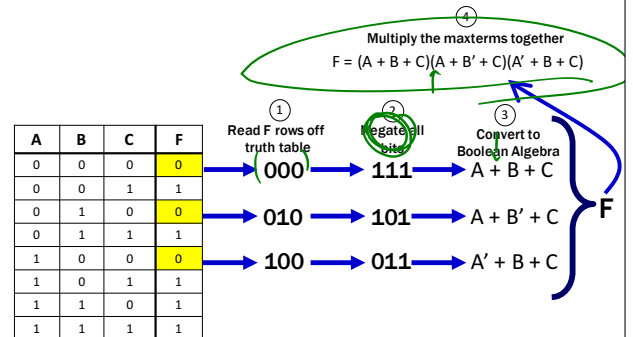 4
Multiply the maxterms together
F = (A + B + C)(A + B’ + C)(A’ + B + C)
1
Read F rows off
truth table
2
Negate all
bits
3
Convert to
Boolean Algebra
A B C F
0 0 0 0
0 0 1 1
0 1 0 0
0 1 1 1
1 0 0 0
1 0 1 1
1 1 0 1
1 1 1 1
000 111 A + B + C
010 101 A + B’ + C
100 011 A’ + B + C
F